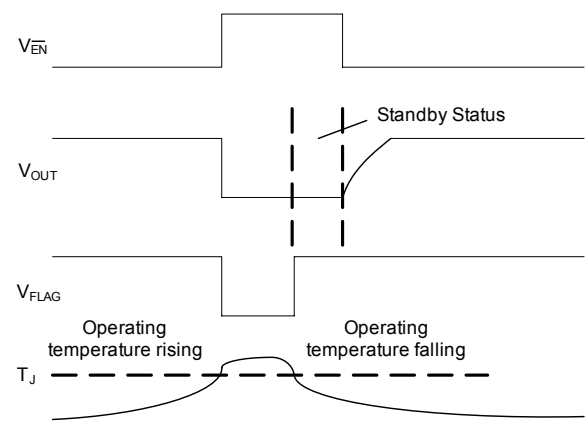 VEN̅
Standby Status
VOUT
VFLAG
Operating
temperature rising
Operating
temperature falling
TJ